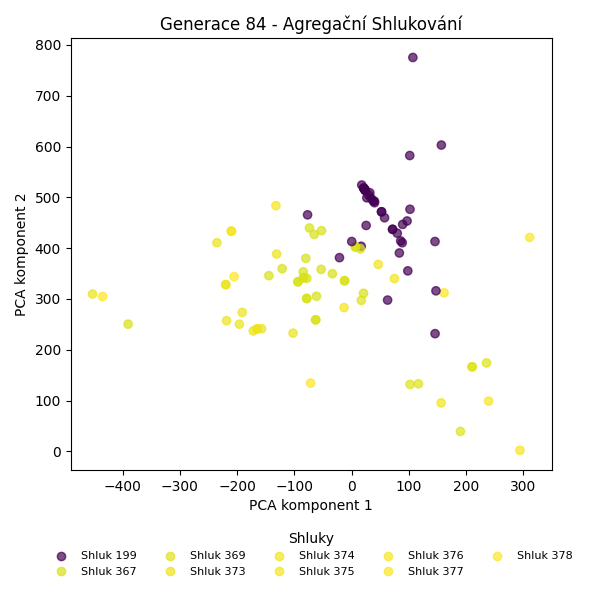 Generace 84 - Agregační Shlukování
PCA komponent 2
800
700
600
500
400
300
200
100
0
−400
−300
−200
−100
0
100
200
300
PCA komponent 1
Shluky
Shluk 199
Shluk 369
Shluk 374
Shluk 376
Shluk 378
Shluk 367
Shluk 373
Shluk 375
Shluk 377